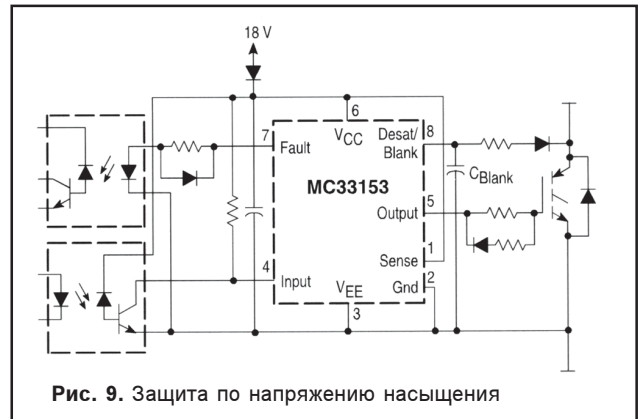 18 V
6
7
VCC
Desat/
8
Fault
Blank
MC33153
CBlank
Output
5
Sense
1
4
Input
VEE
Gnd
2
3
Рис. 9. Защита по напряжению насыщения